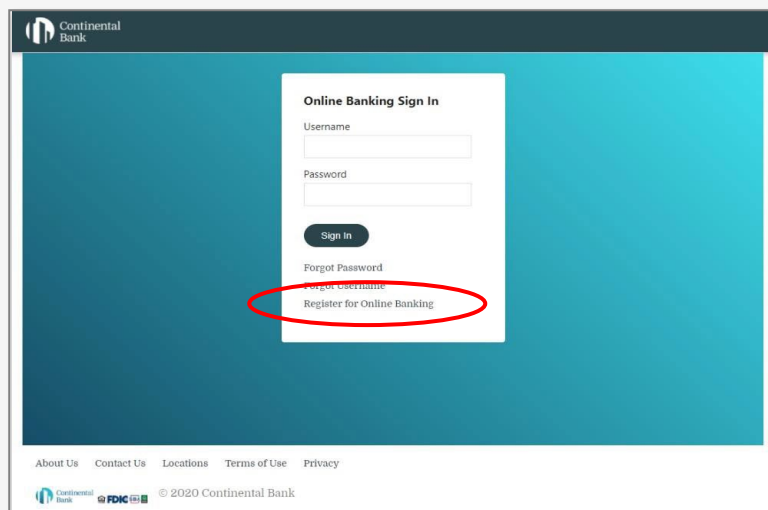 Continental
Bank
Online Banking Sign In
Username
Password
Sign In
Forgot Password
Forgot Username
Register for Online Banking
About Us Contact Us Locations Terms of Use Privacy
Continental
Bank
FDIC
© 2020 Continental Bank